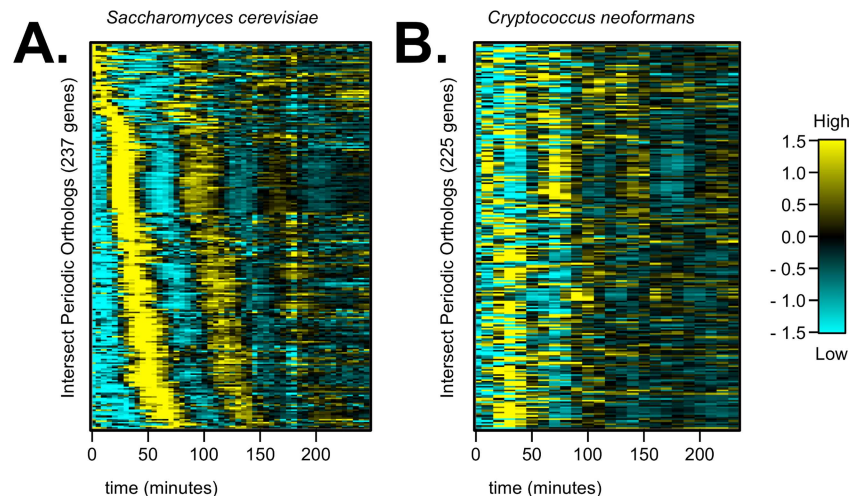 A.
Saccharomyces cerevisiae
Intersect Periodic Orthologs (237 genes)
0 50 100 150 200
time (minutes)
B.
Cryptococcus neoformans
Intersect Periodic Orthologs (225 genes)
0 50 100 150 200
time (minutes)
High
1.5
1.0
0.5
0.0
- 0.5
- 1.0
- 1.5
Low